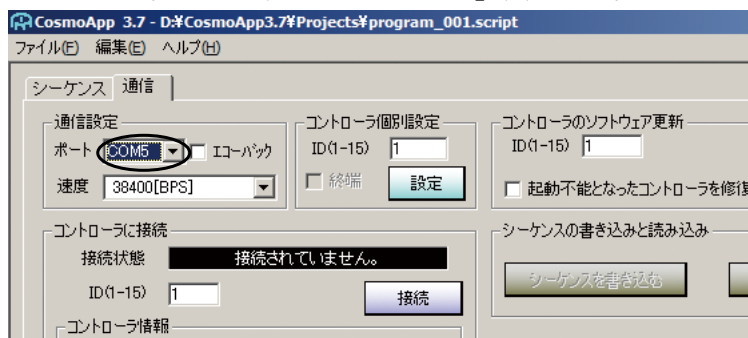 CosmoApp 3.7 - D:¥CosmoApp3.7¥Projects¥program_001.script
ファイル(F) 編集(E) ヘルプ(H)
シーケンス 通信
通信設定
ポート COM5 エコーバック
速度 38400[BPS]
コントローラ個別設定
ID(1-15) 1
終端 設定
コントローラのソフトウェア更新
ID(1-15) 1
起動不能となったコントローラを修復
コントローラに接続
接続状態 接続されていません。
ID(1-15) 1
接続
コントローラ情報
シーケンスの書き込みと読み込み
シーケンスを書き込む